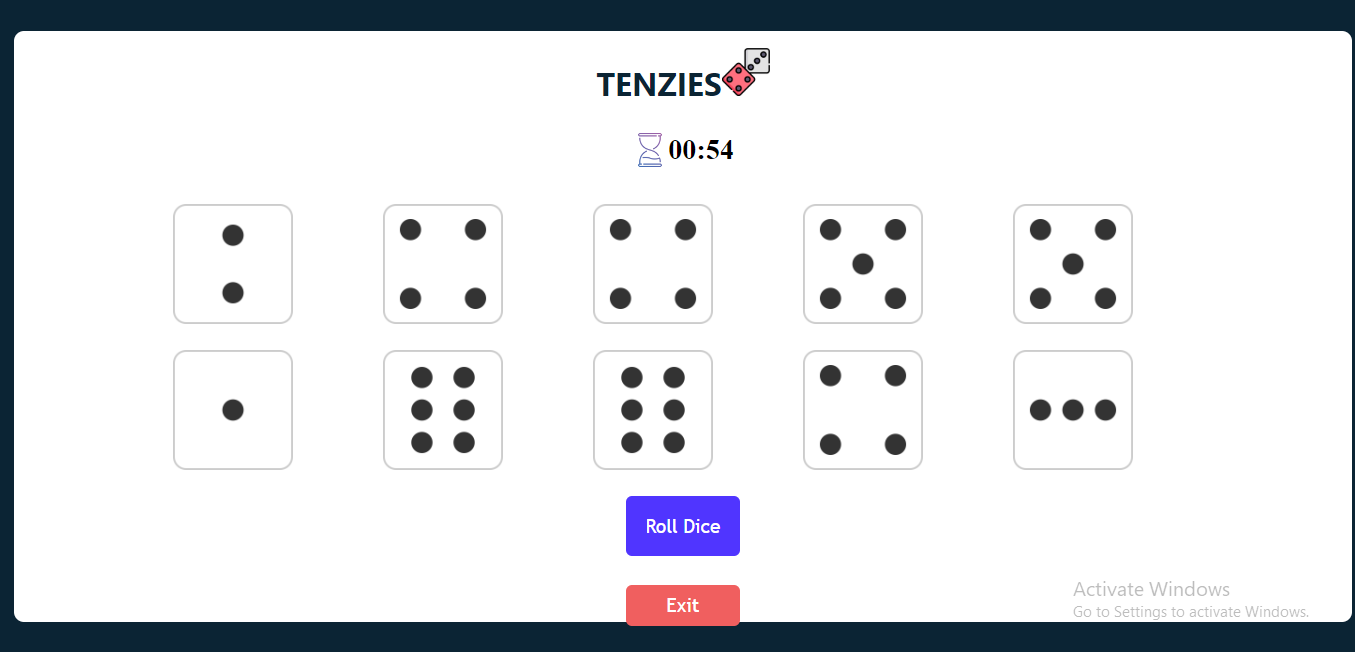 TENZIES
00:54
Roll Dice
Exit
Activate Windows
Go to Settings to activate Windows.